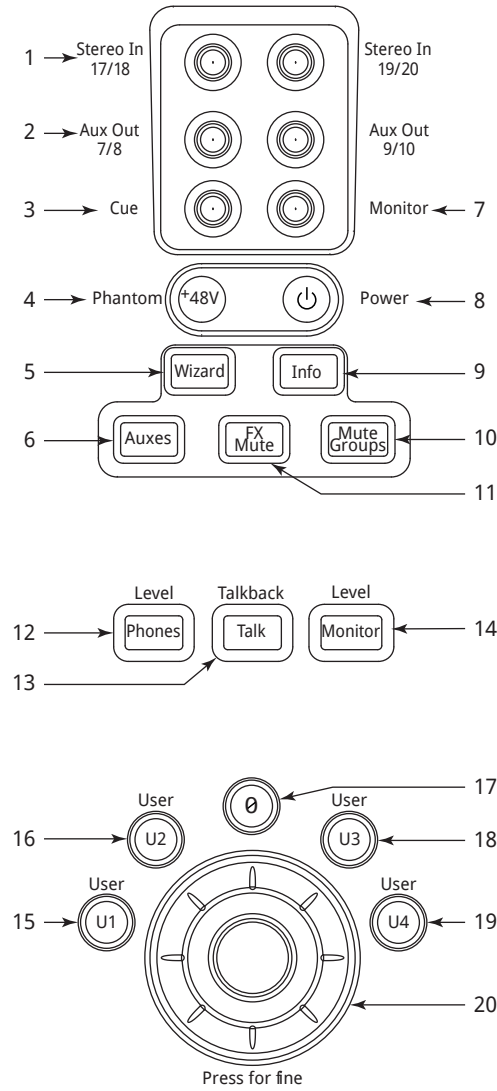 1 Stereo In Stereo In
17/18 19/20
2 Aux Out Aux Out
7/8 9/10
3 Cue Monitor 7
4 Phantom +48V Power 8
5 Wizard Info 9
6 Auxes FX Mute Mute Groups 10
11
Level Talkback Level
12 Phones Talk Monitor 14
13
17
User 0 User
16 U2 U3 18
User User
15 U1 U4 19
20
Press for fine